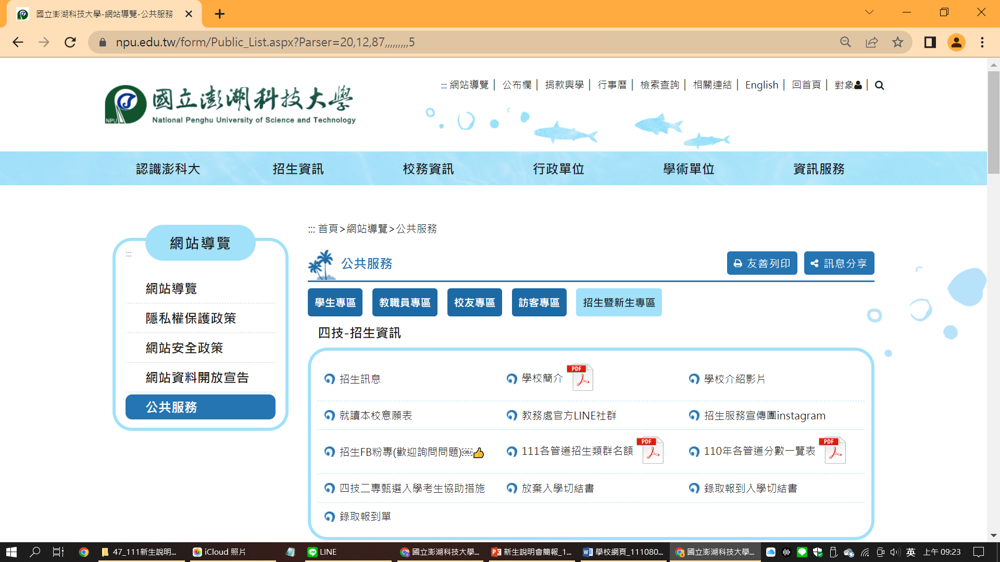 國立澎湖科技大學-網站導覽-公共服務
npu.edu.tw/form/Public_List.aspx?Parser=20,12,87,,,,,,,,,5
NPU
國立澎湖科技大學
National Penghu University of Science and Technology
::: 網站導覽 | 公布欄 | 捐款興學 | 行事曆 | 檢索查詢 | 相關連結 | English | 回首頁 | 對象 |
認識澎科大 招生資訊 校務資訊 行政單位 學術單位 資訊服務
網站導覽
:::
網站導覽
隱私權保護政策
網站安全政策
網站資料開放宣告
公共服務
::: 首頁>網站導覽>公共服務
公共服務
友善列印 訊息分享
學生專區 教職員專區 校友專區 訪客專區 招生暨新生專區
四技-招生資訊
招生訊息 學校簡介 PDF 學校介紹影片
就讀本校意願表 教務處官方LINE社群 招生服務宣傳團instagram
招生FB粉專(歡迎詢問問題)OBJ👍 111各管道招生類群名額 PDF 110年各管道分數一覽表 PDF
四技二專甄選入學考生協助措施 放棄入學切結書 錄取報到入學切結書
錄取報到單
47_111新生說明... iCloud 照片 LINE 國立澎湖科技大學... 新生說明會簡報_1... 學校網頁_111080... 國立澎湖科技大學... 英 上午 09:23